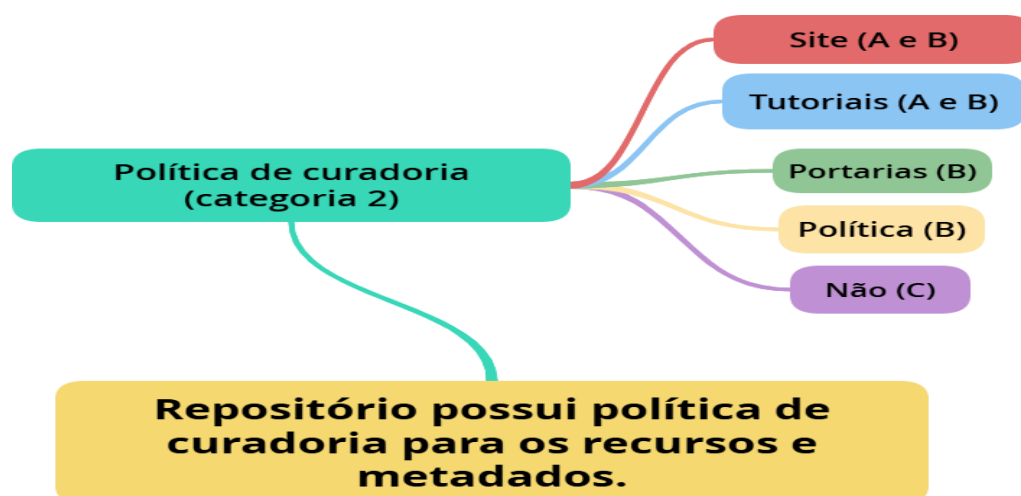 Política de curadoria
(categoria 2)
Site (A e B)
Tutoriais (A e B)
Portarias (B)
Política (B)
Não (C)
Repositório possui política de
curadoria para os recursos e
metadados.